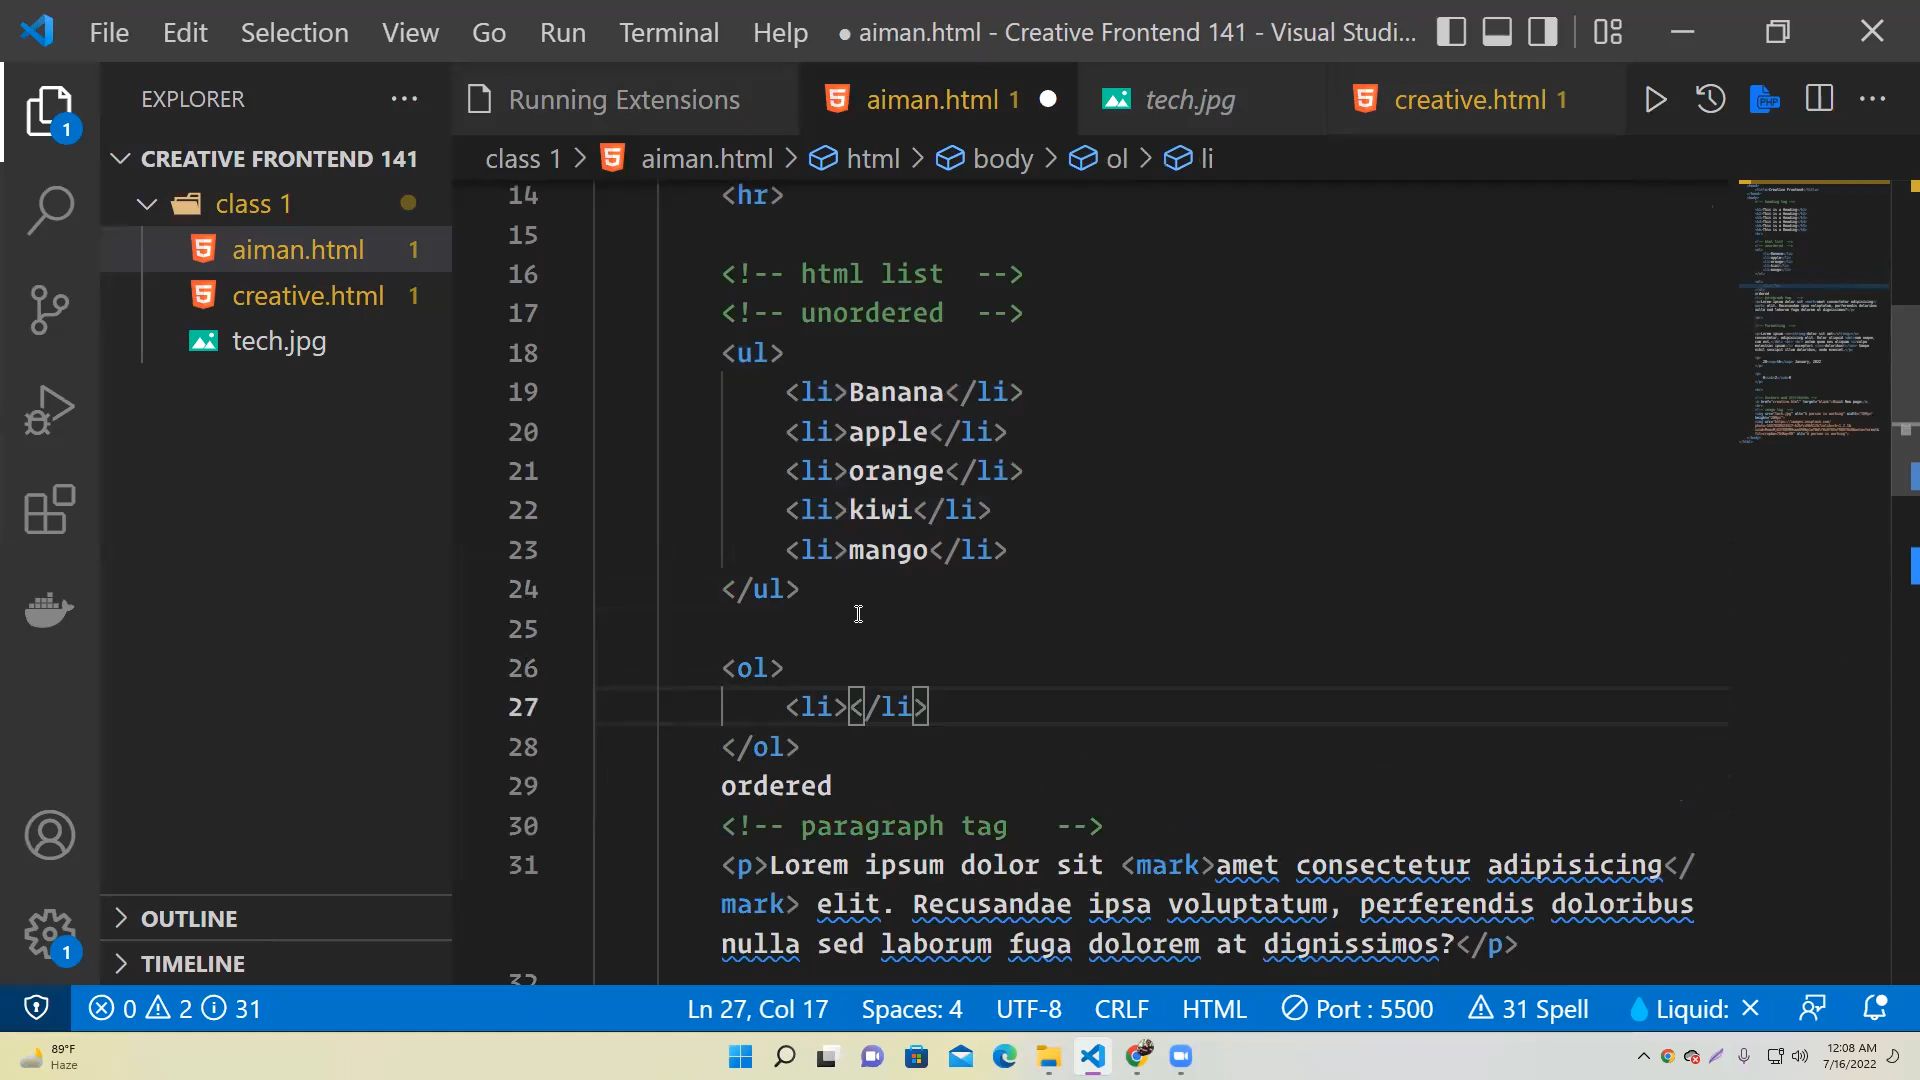 File Edit Selection View Go Run Terminal Help ● aiman.html - Creative Frontend 141 - Visual Studi...
EXPLORER
Running Extensions aiman.html 1 tech.jpg creative.html 1
CREATIVE FRONTEND 141
class 1 > aiman.html > html > body > ol > li
class 1
aiman.html 1
creative.html 1
tech.jpg
14 <hr>
15
16 <!-- html list -->
17 <!-- unordered -->
18 <ul>
19 <li>Banana</li>
20 <li>apple</li>
21 <li>orange</li>
22 <li>kiwi</li>
23 <li>mango</li>
24 </ul>
25
26 <ol>
27 <li></li>
28 </ol>
29 ordered
30 <!-- paragraph tag -->
31 <p>Lorem ipsum dolor sit <mark>amet consectetur adipisicing</
mark> elit. Recusandae ipsa voluptatum, perferendis doloribus
nulla sed laborum fuga dolorem at dignissimos?</p>
32
OUTLINE
TIMELINE
1
1
0 2 31 Ln 27, Col 17 Spaces: 4 UTF-8 CRLF HTML Port : 5500 31 Spell Liquid:
89°F
Haze
12:08 AM
7/16/2022